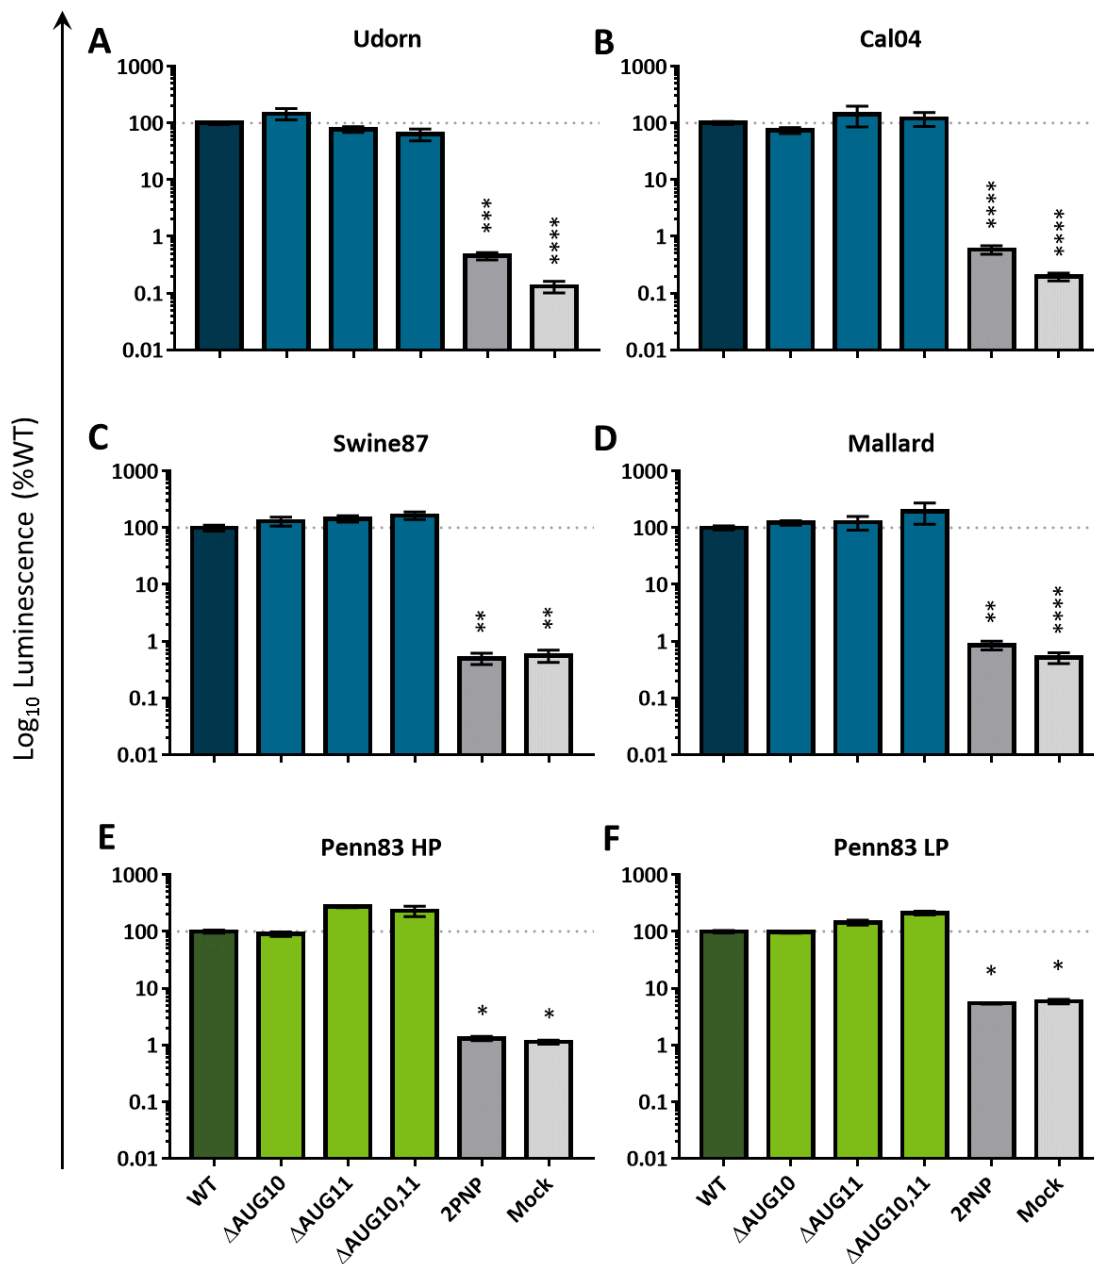 A Udorn
1000
100
10
1
0.1
0.01
***
****
B Cal04
1000
100
10
1
0.1
0.01
****
****
Log10 Luminescence (%WT)
C Swine87
1000
100
10
1
0.1
0.01
**
**
D Mallard
1000
100
10
1
0.1
0.01
**
****
E Penn83 HP
1000
100
10
1
0.1
0.01
*
*
WT
ΔAUG10
ΔAUG11
ΔAUG10,11
2PNP
Mock
F Penn83 LP
1000
100
10
1
0.1
0.01
*
*
WT
ΔAUG10
ΔAUG11
ΔAUG10,11
2PNP
Mock